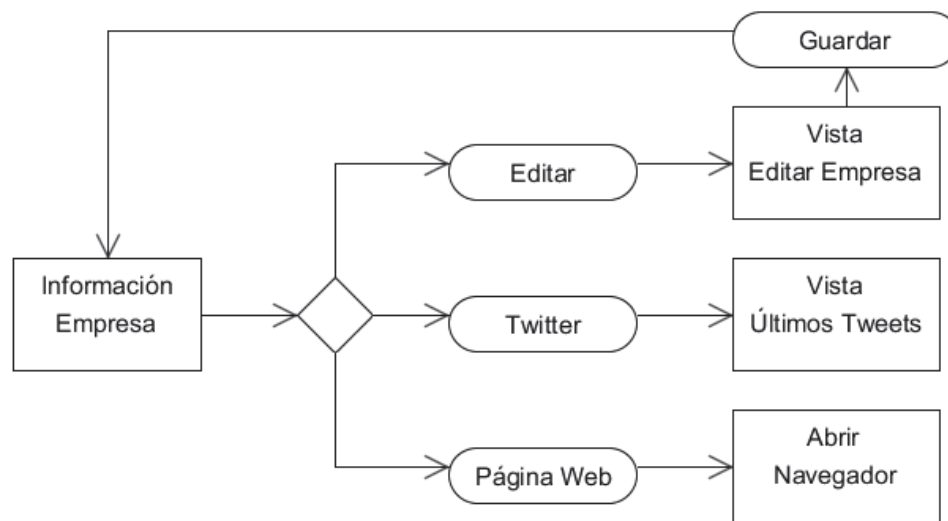 Guardar
Vista
Editar Empresa
Editar
Información
Empresa
Twitter
Vista
Últimos Tweets
Página Web
Abrir
Navegador